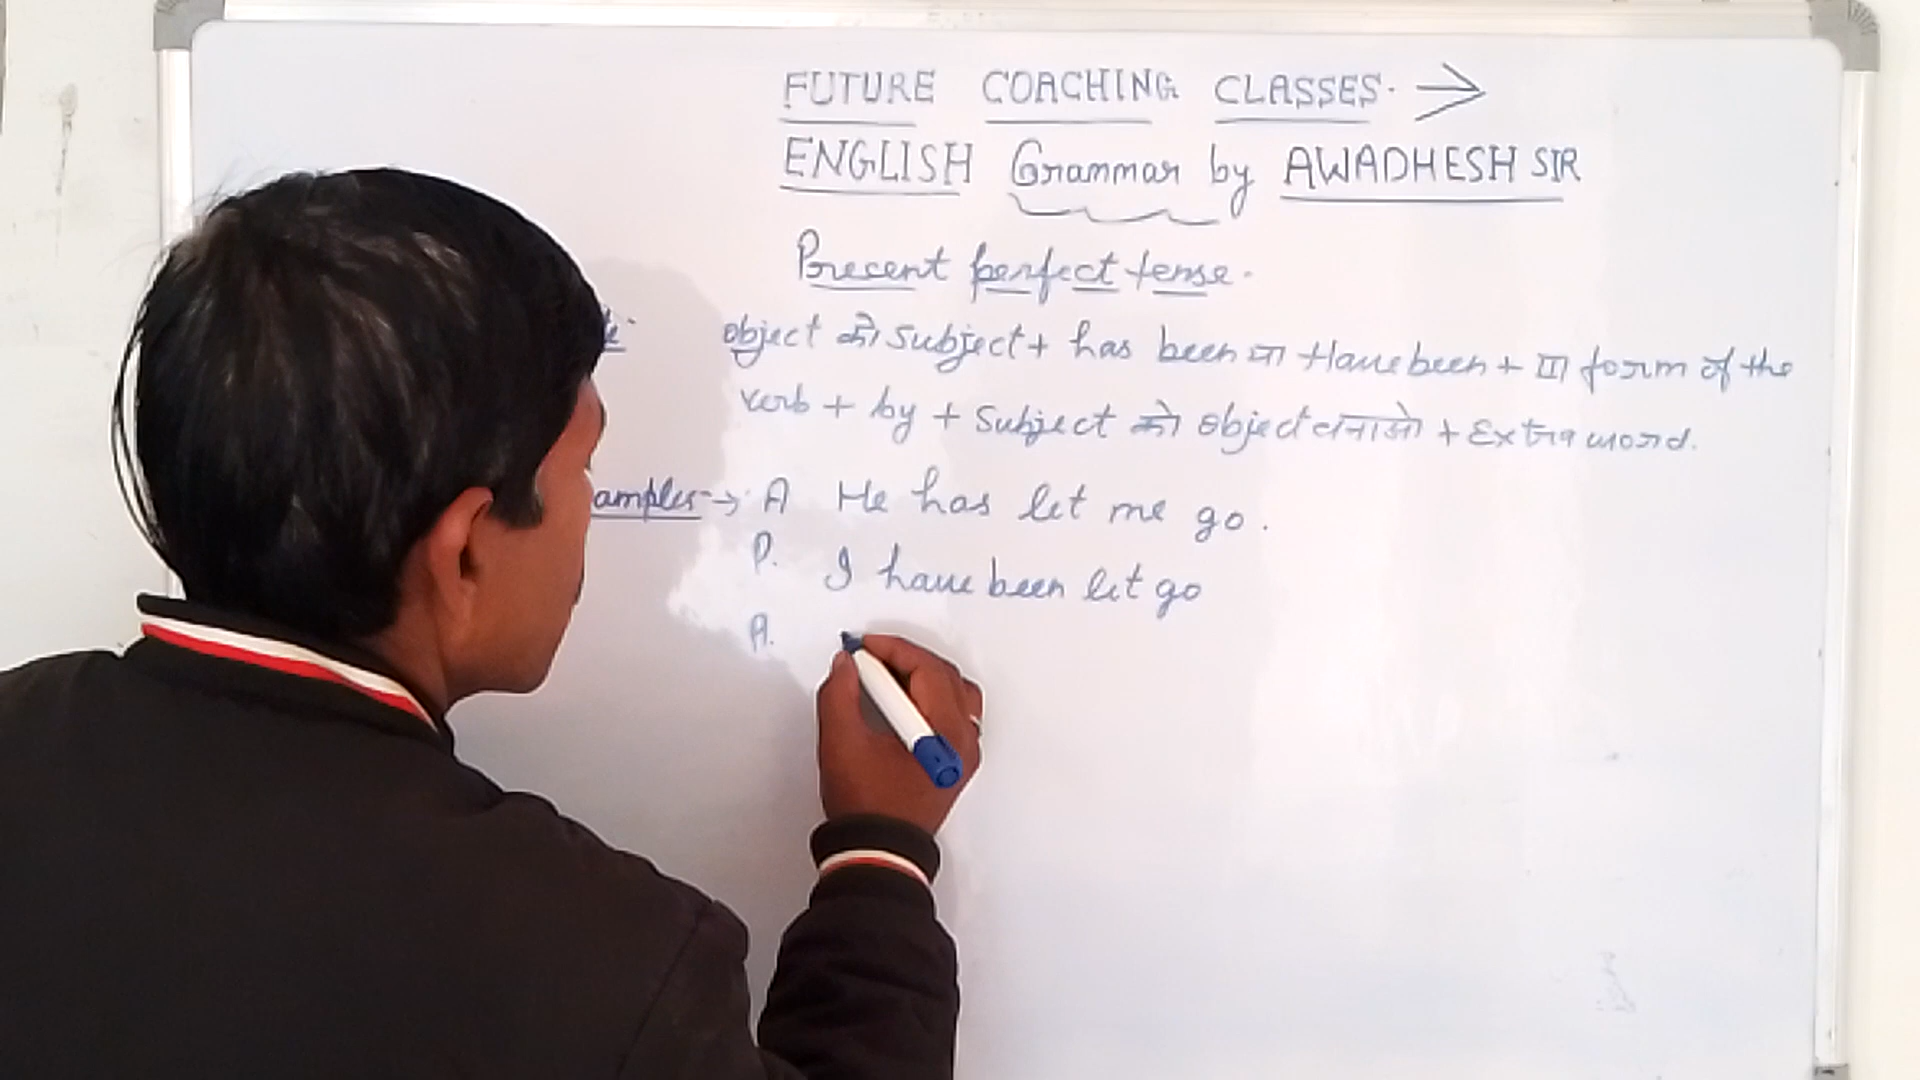 FUTURE COACHING CLASSES. →
ENGLISH Grammar by AWADHESH SIR
Present perfect tense.
object को Subject + has been या Have been + III form of the
verb + by + Subject को object बनाओ + Extra word.
amples → A He has let me go.
P. I have been let go
A.